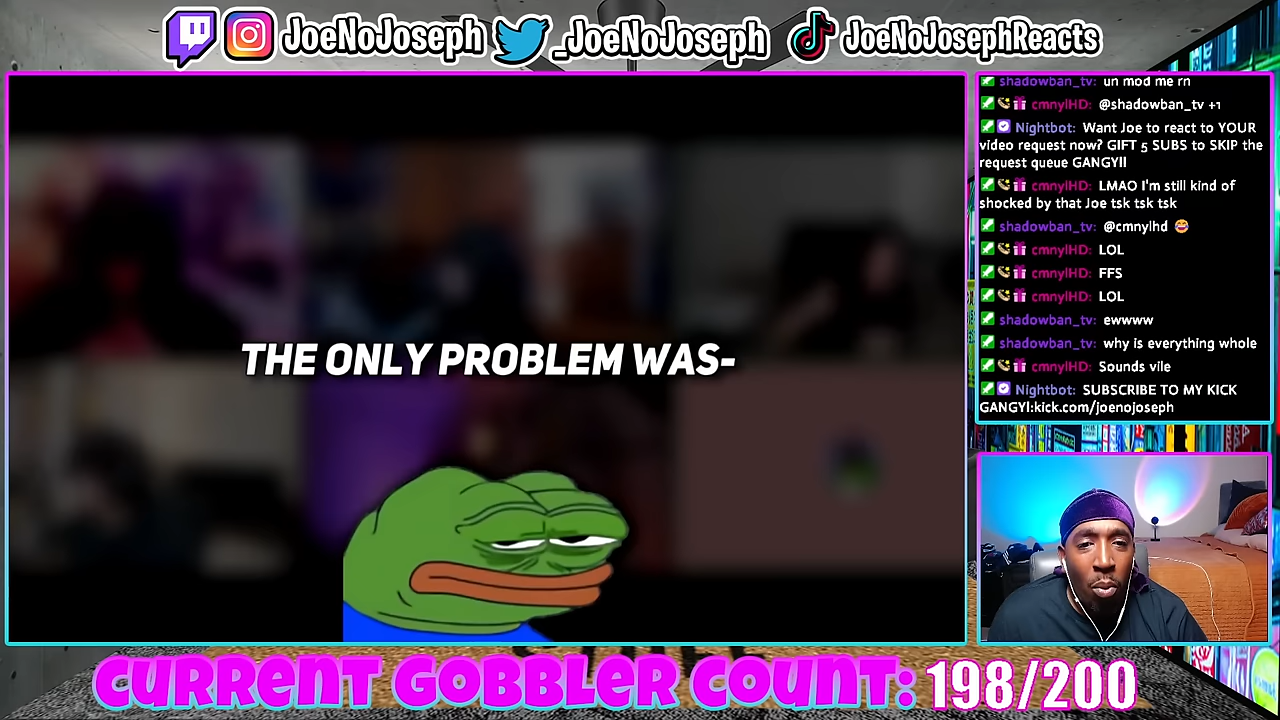 JoeNoJoseph _JoeNoJoseph JoeNoJosephReacts
THE ONLY PROBLEM WAS-
shadowban_tv: un mod me rn
cmnylHD: @shadowban_tv +1
Nightbot: Want Joe to react to YOUR
video request now? GIFT 5 SUBS to SKIP the
request queue GANGYII
cmnylHD: LMAO I'm still kind of
shocked by that Joe tsk tsk tsk
shadowban_tv: @cmnylhd 😂
cmnylHD: LOL
cmnylHD: FFS
cmnylHD: LOL
shadowban_tv: ewwww
shadowban_tv: why is everything whole
cmnylHD: Sounds vile
Nightbot: SUBSCRIBE TO MY KICK
GANGYI:kick.com/joenojoseph
CURRENT GOBBLER COUNT: 198/200